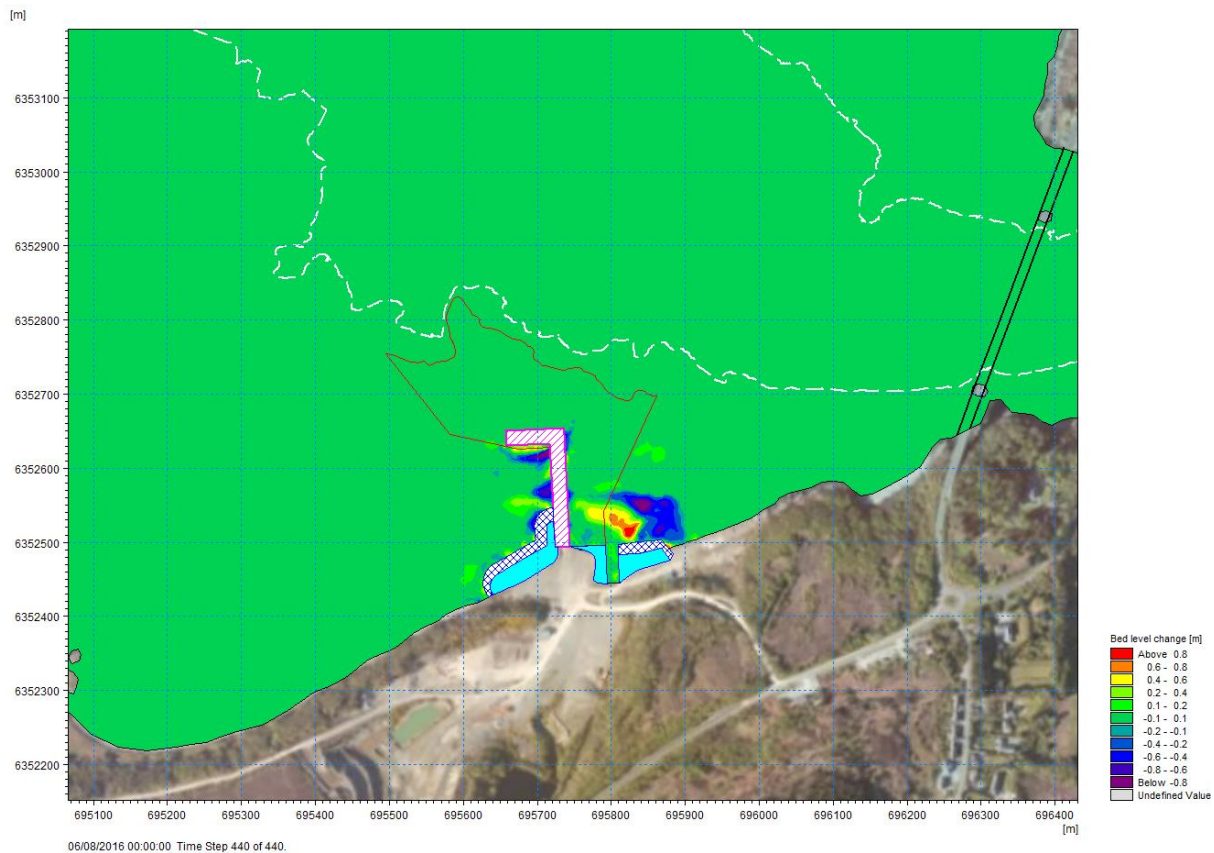 [m]
6353100
6353000
6352900
6352800
6352700
6352600
6352500
6352400
6352300
6352200
695100 695200 695300 695400 695500 695600 695700 695800 695900 696000 696100 696200 696300 696400
[m]
Bed level change [m]
Above 0.8
0.6 - 0.8
0.4 - 0.6
0.2 - 0.4
0.1 - 0.2
-0.1 - 0.1
-0.2 - -0.1
-0.4 - -0.2
-0.6 - -0.4
-0.8 - -0.6
Below -0.8
Undefined Value
06/08/2016 00:00:00 Time Step 440 of 440.